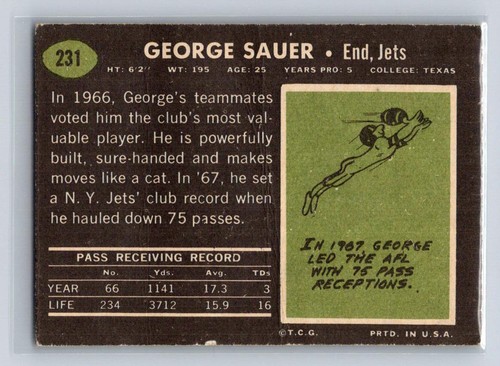 231
GEORGE SAUER • End, Jets
HT: 6'2" WT: 195 AGE: 25 YEARS PRO: 5 COLLEGE: TEXAS
In 1966, George's teammates
voted him the club's most val-
uable player. He is powerfully
built, sure-handed and makes
moves like a cat. In '67, he set
a N. Y. Jets' club record when
he hauled down 75 passes.
PASS RECEIVING RECORD
No. Yds. Avg. TDs
YEAR 66 1141 17.3 3
LIFE 234 3712 15.9 16
IN 1967 GEORGE
LED THE AFL
WITH 75 PASS
RECEPTIONS.
©T.C.G. PRTD. IN U.S.A.